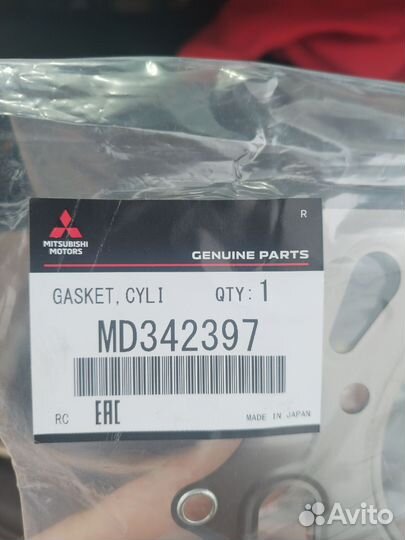 R
MITSUBISHI
MOTORS
GENUINE PARTS
GASKET, CYLI QTY: 1
MD342397
RC EAC MADE IN JAPAN
Avito